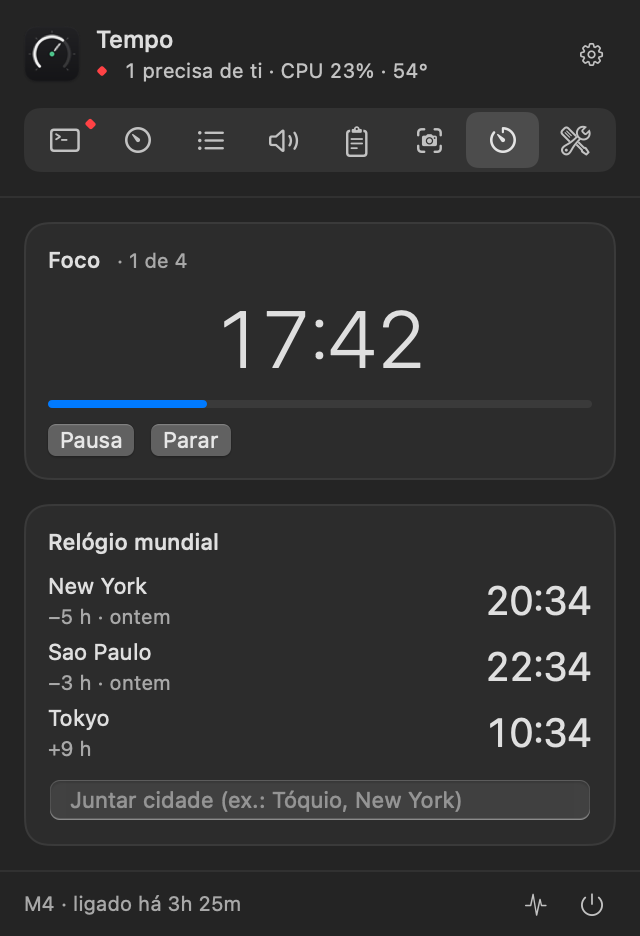 Tempo
1 precisa de ti · CPU 23% · 54°
Foco · 1 de 4
17:42
Pausa Parar
Relógio mundial
New York
−5 h · ontem
20:34
Sao Paulo
−3 h · ontem
22:34
Tokyo
+9 h
10:34
Juntar cidade (ex.: Tóquio, New York)
M4 · ligado há 3h 25m